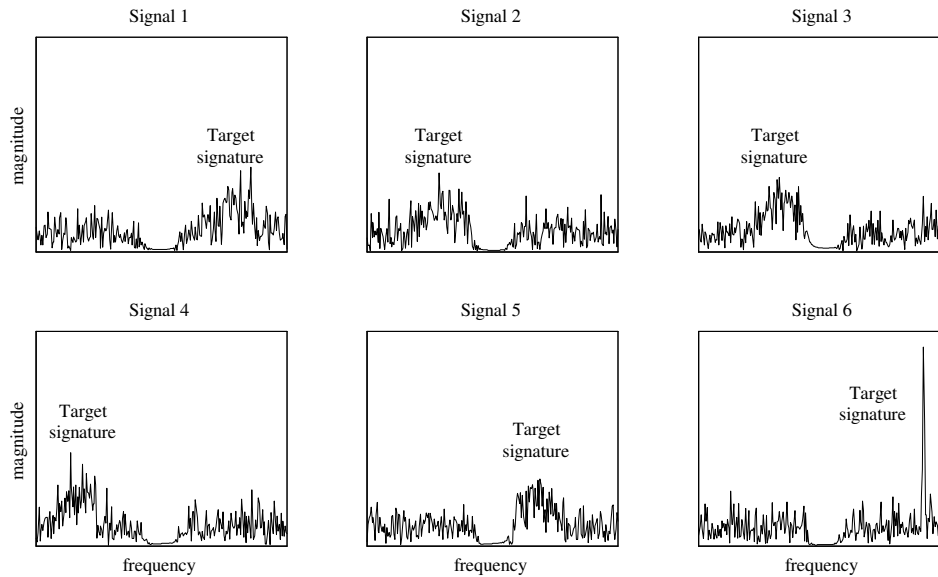 Signal 1
Signal 2
Signal 3
magnitude
Target
signature
Target
signature
Target
signature
Signal 4
Signal 5
Signal 6
magnitude
Target
signature
Target
signature
Target
signature
frequency
frequency
frequency